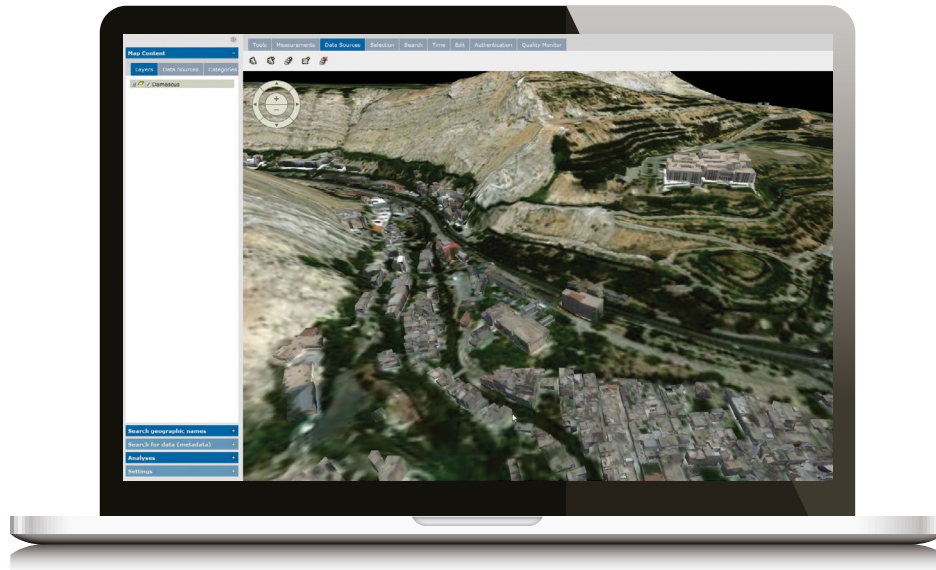 Map Content
Layers Data Sources Categories
Damascus
Tools Measurements Data Sources Selection Search Time Edit Authentication Quality Monitor
Search geographic names
Search for data (metadata)
Analyses
Settings